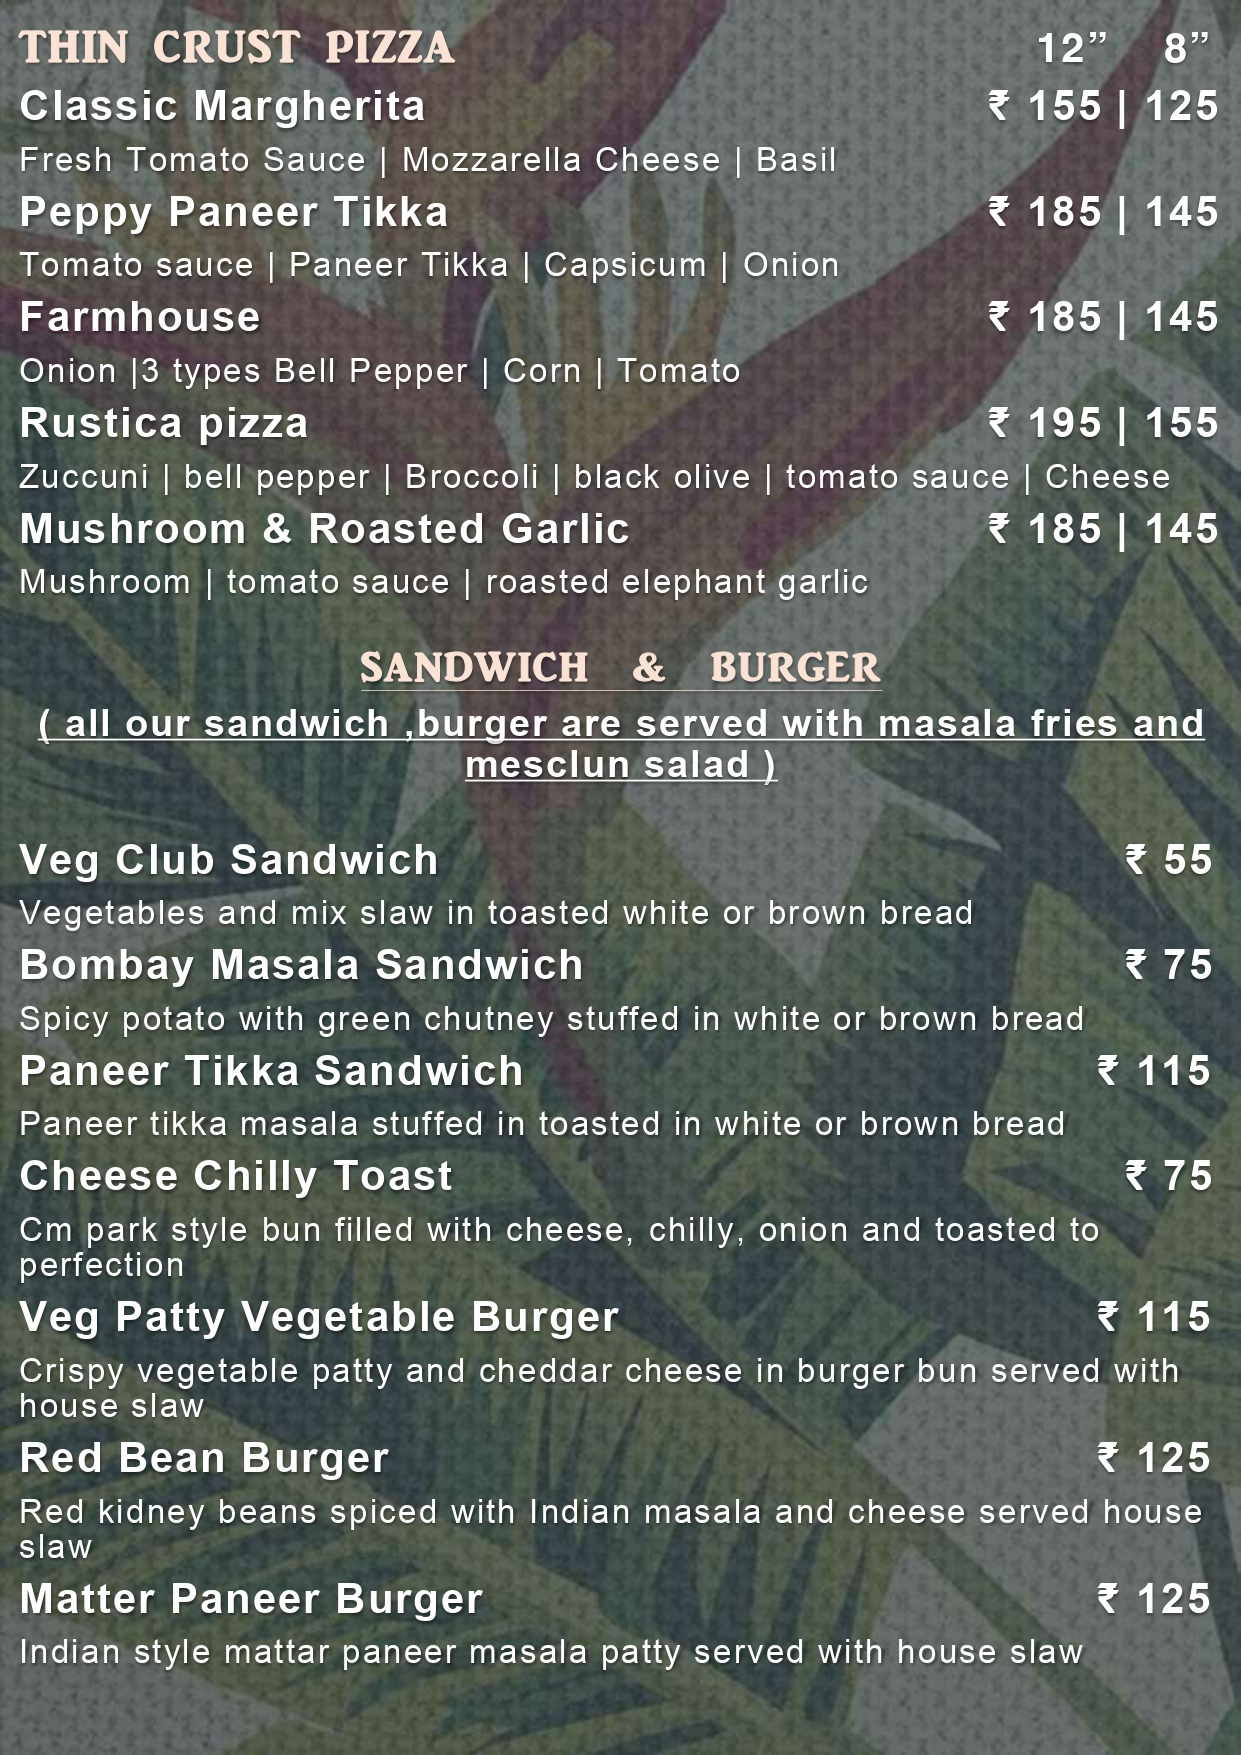 THIN CRUST PIZZA 12” 8”
Classic Margherita ₹ 155 | 125
Fresh Tomato Sauce | Mozzarella Cheese | Basil
Peppy Paneer Tikka ₹ 185 | 145
Tomato sauce | Paneer Tikka | Capsicum | Onion
Farmhouse ₹ 185 | 145
Onion |3 types Bell Pepper | Corn | Tomato
Rustica pizza ₹ 195 | 155
Zuccuni | bell pepper | Broccoli | black olive | tomato sauce | Cheese
Mushroom & Roasted Garlic ₹ 185 | 145
Mushroom | tomato sauce | roasted elephant garlic
SANDWICH & BURGER
( all our sandwich ,burger are served with masala fries and
mesclun salad )
Veg Club Sandwich ₹ 55
Vegetables and mix slaw in toasted white or brown bread
Bombay Masala Sandwich ₹ 75
Spicy potato with green chutney stuffed in white or brown bread
Paneer Tikka Sandwich ₹ 115
Paneer tikka masala stuffed in toasted in white or brown bread
Cheese Chilly Toast ₹ 75
Cm park style bun filled with cheese, chilly, onion and toasted to
perfection
Veg Patty Vegetable Burger ₹ 115
Crispy vegetable patty and cheddar cheese in burger bun served with
house slaw
Red Bean Burger ₹ 125
Red kidney beans spiced with Indian masala and cheese served house
slaw
Matter Paneer Burger ₹ 125
Indian style mattar paneer masala patty served with house slaw